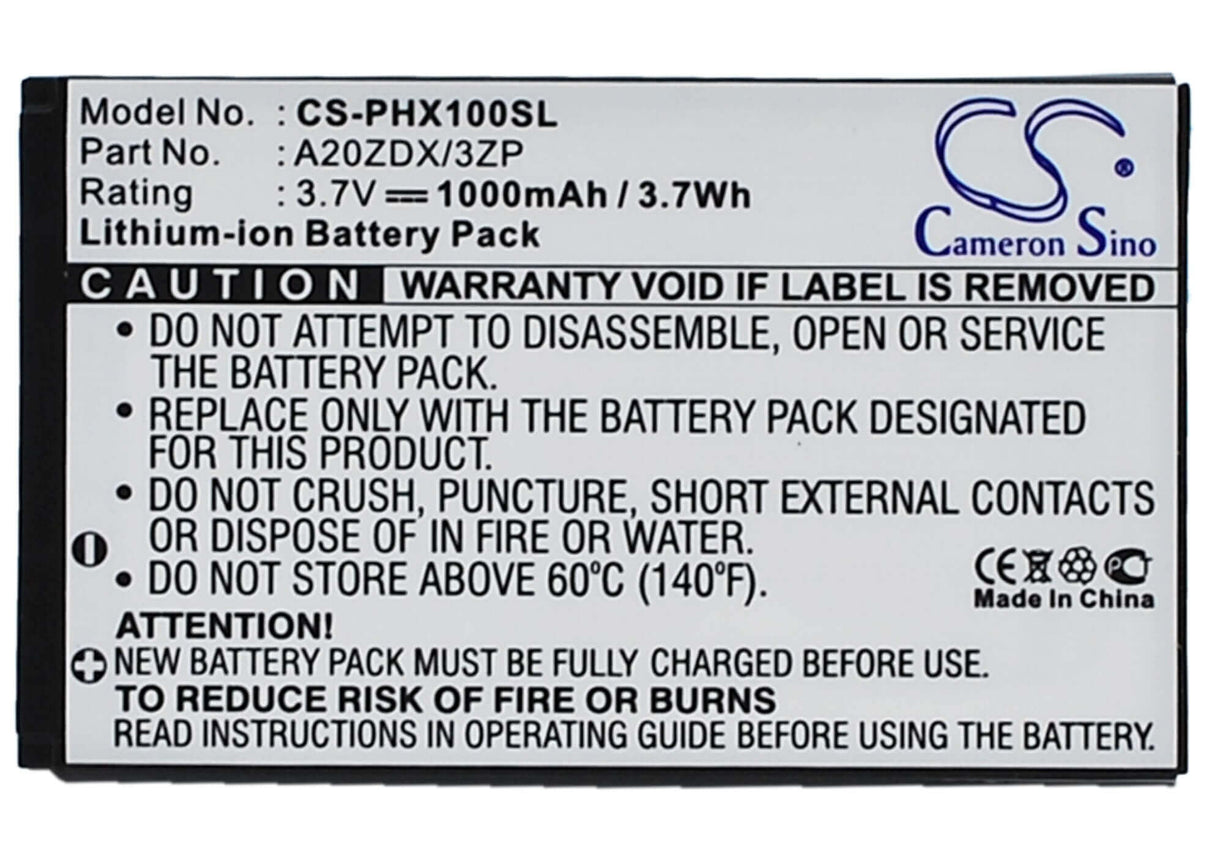 Model No. : CS-PHX100SL
Part No. : A20ZDX/3ZP
Rating : 3.7V 1000mAh / 3.7Wh
Lithium-ion Battery Pack
CS ®
Cameron Sino
CAUTION WARRANTY VOID IF LABEL IS REMOVED
• DO NOT ATTEMPT TO DISASSEMBLE, OPEN OR SERVICE
THE BATTERY PACK.
• REPLACE ONLY WITH THE BATTERY PACK DESIGNATED
FOR THIS PRODUCT.
• DO NOT CRUSH, PUNCTURE, SHORT EXTERNAL CONTACTS
OR DISPOSE OF IN FIRE OR WATER.
• DO NOT STORE ABOVE 60°C (140°F).
CE PC
Made In China
ATTENTION!
NEW BATTERY PACK MUST BE FULLY CHARGED BEFORE USE.
TO REDUCE RISK OF FIRE OR BURNS
READ INSTRUCTIONS IN OPERATING GUIDE BEFORE USING THE BATTERY.